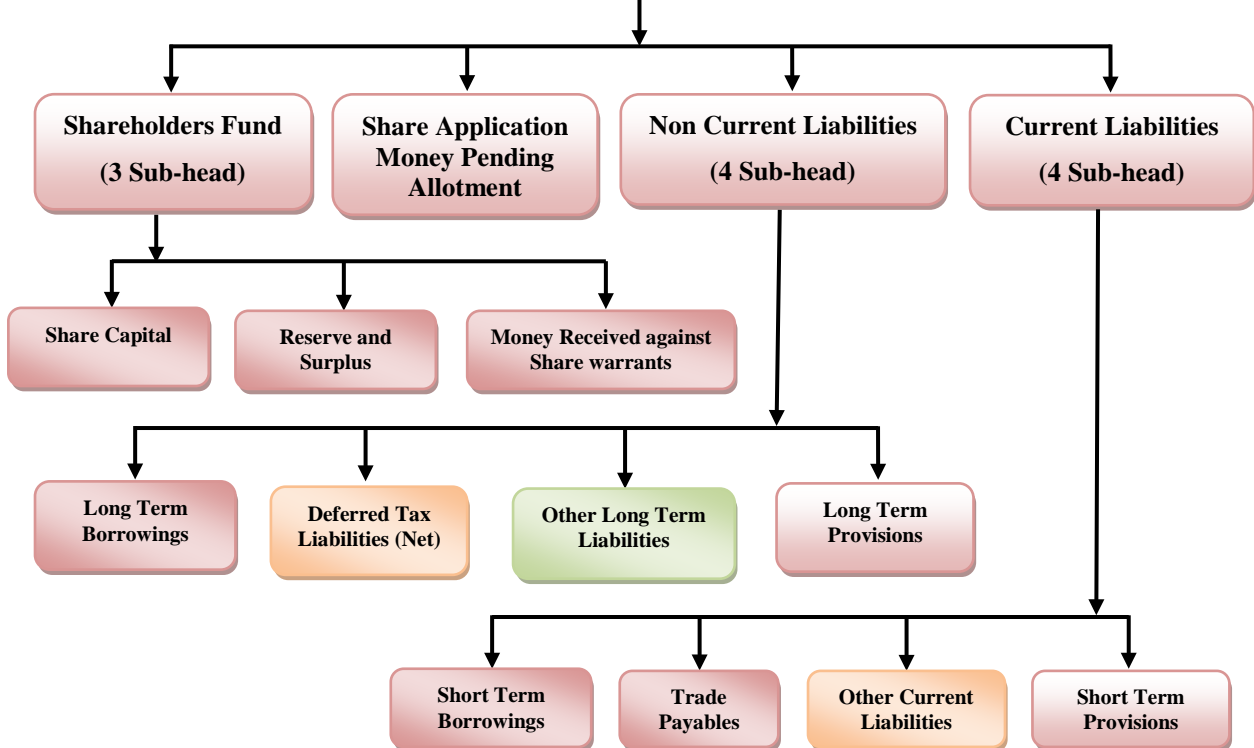 Shareholders Fund
(3 Sub-head)
Share Application
Money Pending
Allotment
Non Current Liabilities
(4 Sub-head)
Current Liabilities
(4 Sub-head)
Share Capital
Reserve and
Surplus
Money Received against
Share warrants
Long Term
Borrowings
Deferred Tax
Liabilities (Net)
Other Long Term
Liabilities
Long Term
Provisions
Short Term
Borrowings
Trade
Payables
Other Current
Liabilities
Short Term
Provisions